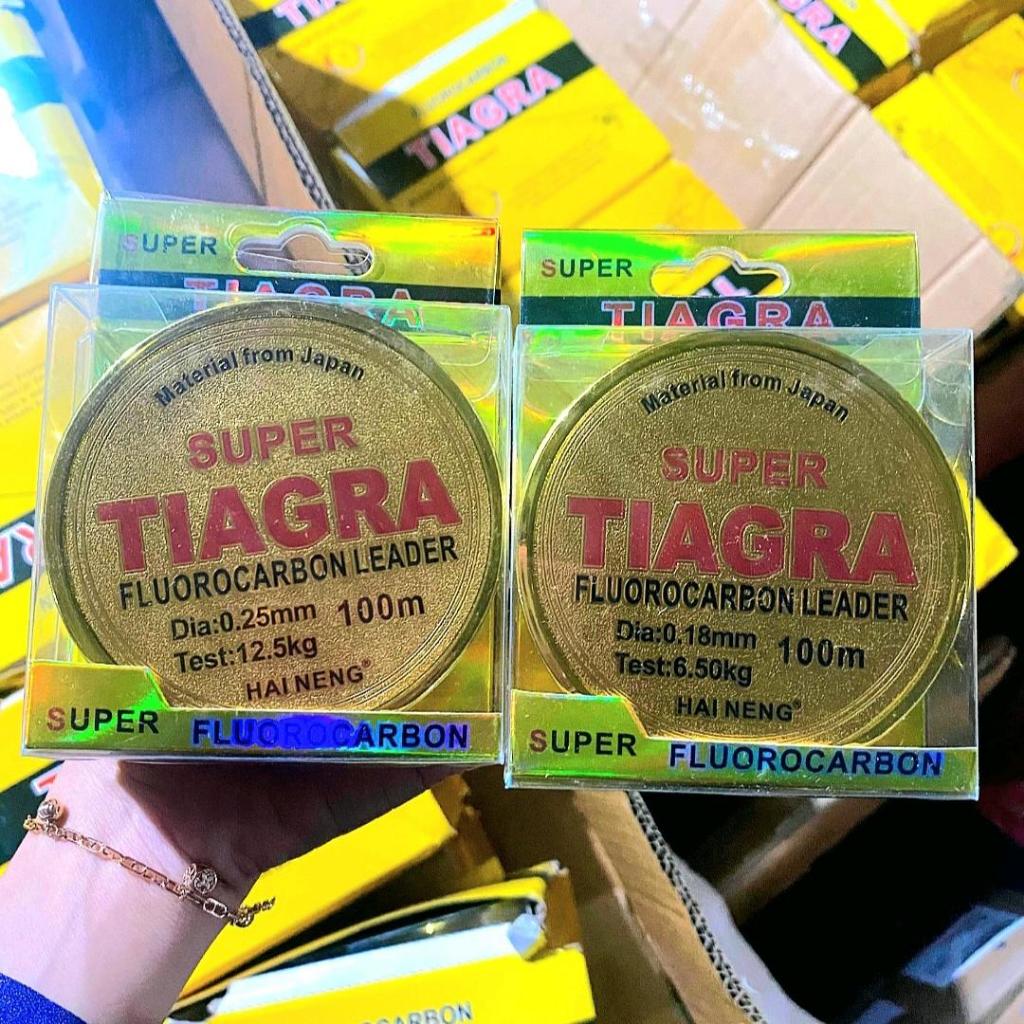 TIAGRA
SUPER
TIAGRA
Material from Japan
SUPER
TIAGRA
FLUOROCARBON LEADER
Dia:0.25mm 100m
Test:12.5kg
HAI NENG®
SUPER FLUOROCARBON
SUPER
TIAGRA
Material from Japan
SUPER
TIAGRA
FLUOROCARBON LEADER
Dia:0.18mm 100m
Test:6.50kg
HAI NENG®
SUPER FLUOROCARBON